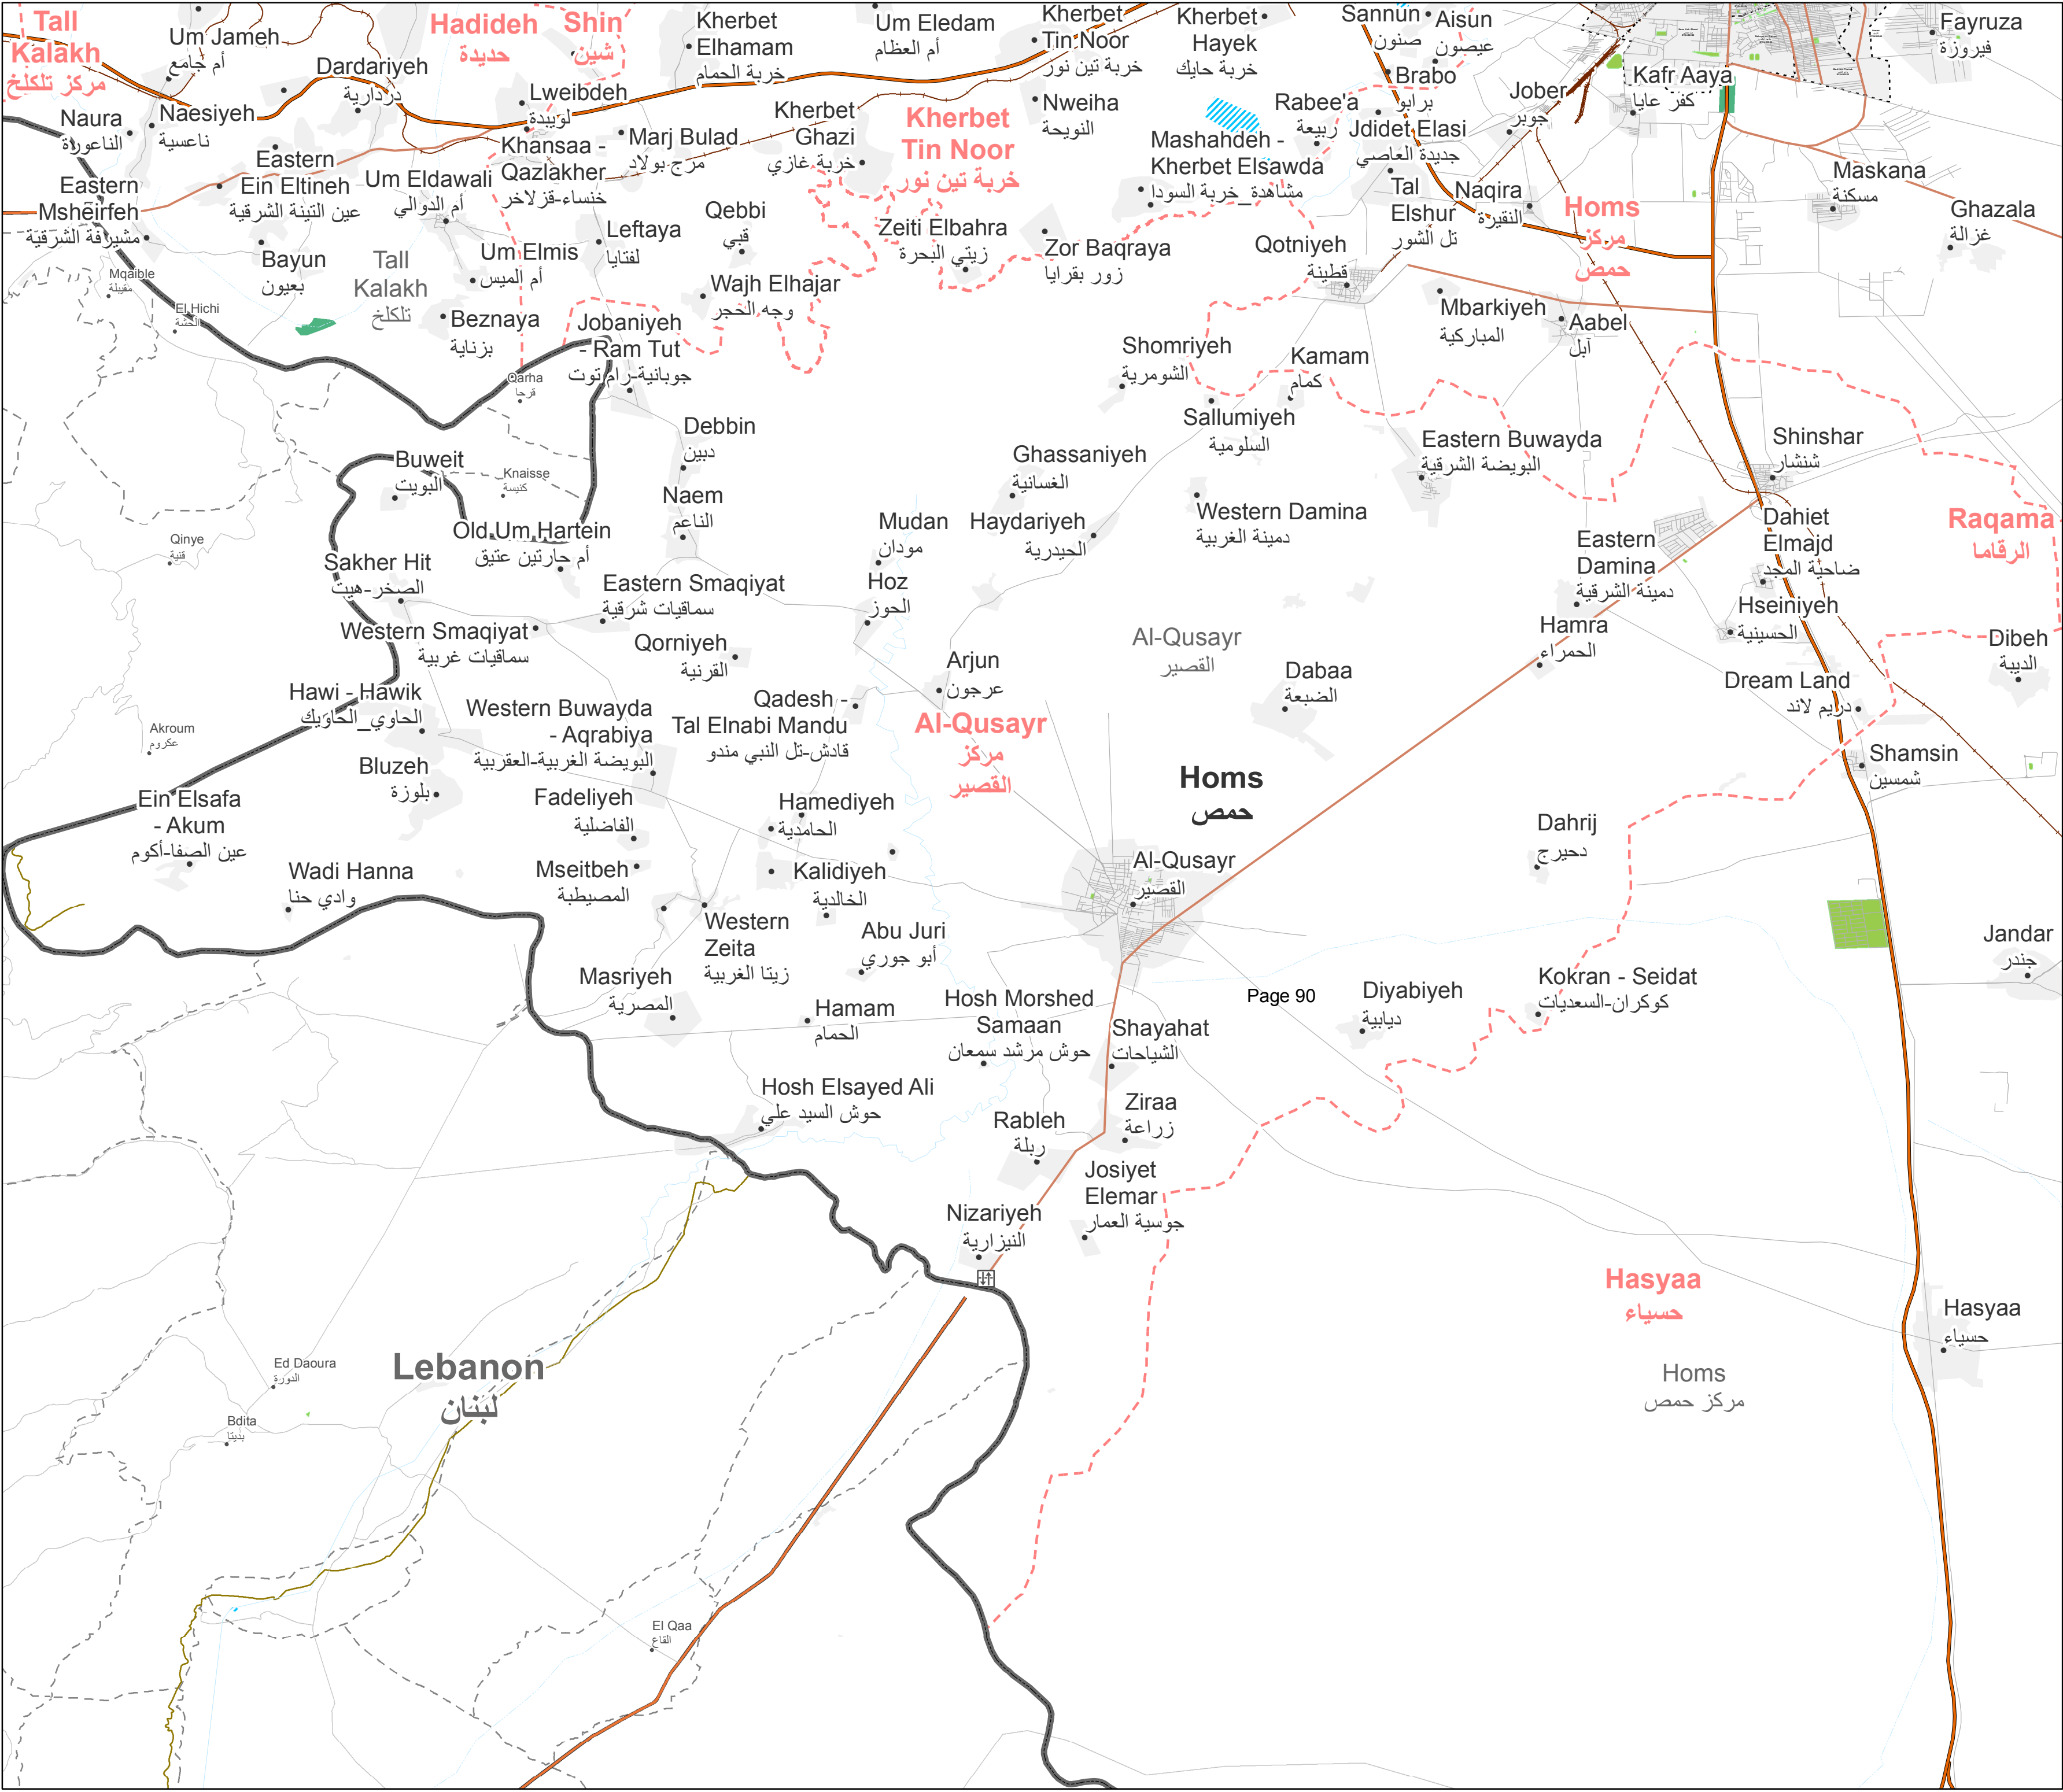 Tall
Kalakh
مركز تلكلخ
Um Jameh
أم جامع
Hadideh
حديدة
Shin
شين
Kherbet
Elhamam
خربة الحمام
Um Eledam
أم العظام
Kherbet
Tin Noor
خربة تين نور
Kherbet
Hayek
خربة حايك
Sannun
صنون
Aisun
عيصون
Fayruza
فيروزة
Dardariyeh
دردارية
Lweibdeh
لويبدة
Brabo
برابو
Jober
جوبر
Kafr Aaya
كفر عايا
Naura
الناعورة
Naesiyeh
ناعسية
Marj Bulad
مرج بولاد
Kherbet
Ghazi
خربة غازي
Kherbet
Tin Noor
خربة تين نور
Nweiha
النويحة
Rabee'a
ربيعة
Jdidet Elasi
جديدة العاصي
Mashahdeh -
Kherbet Elsawda
مشاهدة_خربة السودا
Eastern
Ein Eltineh
عين التينة الشرقية
Khansaa -
Qazlakher
خنساء-قزلاخر
Um Eldawali
أم الدوالي
Eastern
Msheirfeh
مشيرفة الشرقية
Tal
Elshur
تل الشور
Naqira
النقيرة
Homs
مركز
حمص
Maskana
مسكنة
Ghazala
غزالة
Leftaya
لفتايا
Qebbi
قبي
Zeiti Elbahra
زيتي البحرة
Zor Baqraya
زور بقرايا
Qotniyeh
قطينة
Bayun
بعيون
Tall
Kalakh
تلكلخ
Um Elmis
أم الميس
Wajh Elhajar
وجه الحجر
Mqaible
مقيبلة
El Hichi
الحشة
Beznaya
بزناية
Jobaniyeh
- Ram Tut
جوبانية-رام توت
Mbarkiyeh
المباركية
Aabel
آبل
Shomriyeh
الشومرية
Kamam
كمام
Qarha
قرحا
Sallumiyeh
السلومية
Debbin
دبين
Eastern Buwayda
البويضة الشرقية
Shinshar
شنشار
Buweit
البويت
Knaisse
كنيسة
Ghassaniyeh
الغسانية
Naem
الناعم
Western Damina
دمينة الغربية
Raqama
الرقاما
Old Um Hartein
أم حارتين عتيق
Mudan
مودان
Haydariyeh
الحيدرية
Dahiet
Elmajd
ضاحية المجد
Qinye
قنية
Eastern
Damina
دمينة الشرقية
Sakher Hit
الصخر-هيت
Eastern Smaqiyat
سماقيات شرقية
Hoz
الحوز
Hseiniyeh
الحسينية
Western Smaqiyat
سماقيات غربية
Qorniyeh
القرنية
Al-Qusayr
القصير
Hamra
الحمراء
Dibeh
الديبة
Arjun
عرجون
Dabaa
الضبعة
Dream Land
دريم لاند
Hawi - Hawik
الحاوي_الحاويك
Western Buwayda
- Aqrabiya
البويضة الغربية-العقربية
Qadesh -
Tal Elnabi Mandu
قادش-تل النبي مندو
Al-Qusayr
مركز
القصير
Akroum
عكروم
Shamsin
شمسين
Bluzeh
بلوزة
Homs
حمص
Ein Elsafa
- Akum
عين الصفا-أكوم
Fadeliyeh
الفاضلية
Hamediyeh
الحامدية
Dahrij
دحيرج
Wadi Hanna
وادي حنا
Mseitbeh
المصيطبة
Kalidiyeh
الخالدية
Al-Qusayr
القصير
Western
Zeita
زيتا الغربية
Abu Juri
أبو جوري
Jandar
جندر
Masriyeh
المصرية
Hamam
الحمام
Hosh Morshed
Samaan
حوش مرشد سمعان
Page 90
Diyabiyeh
ديابية
Kokran - Seidat
كوكران-السعديات
Shayahat
الشياحات
Hosh Elsayed Ali
حوش السيد علي
Rableh
ربلة
Ziraa
زراعة
Josiyet
Elemar
جوسية العمار
Nizariyeh
النيزارية
Hasyaa
حسياء
Hasyaa
حسياء
Lebanon
لبنان
Ed Daoura
الدورة
Homs
مركز حمص
Bdita
بديتا
El Qaa
القاع